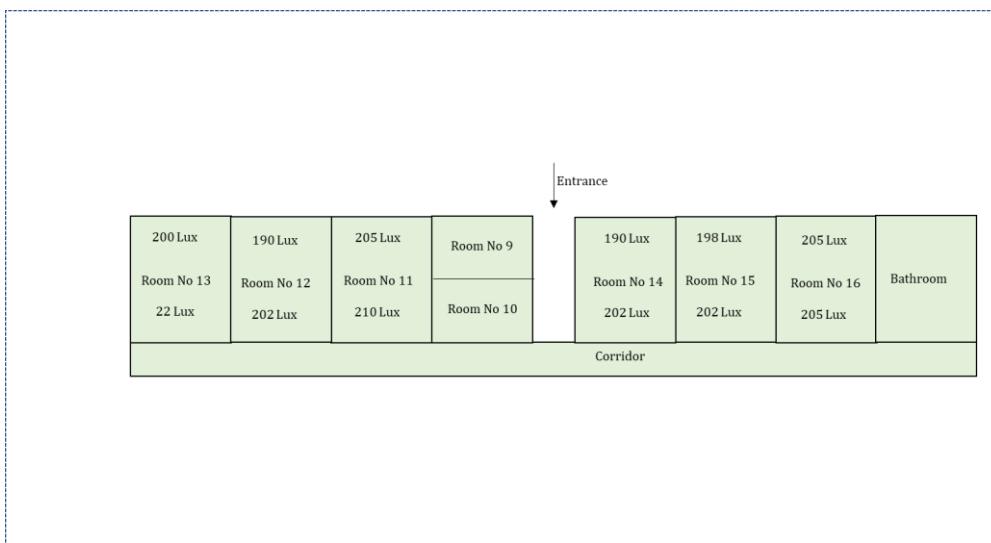 Entrance
200 Lux
Room No 13
22 Lux
190 Lux
Room No 12
202 Lux
205 Lux
Room No 11
210 Lux
Room No 9
Room No 10
190 Lux
Room No 14
202 Lux
198 Lux
Room No 15
202 Lux
205 Lux
Room No 16
205 Lux
Bathroom
Corridor